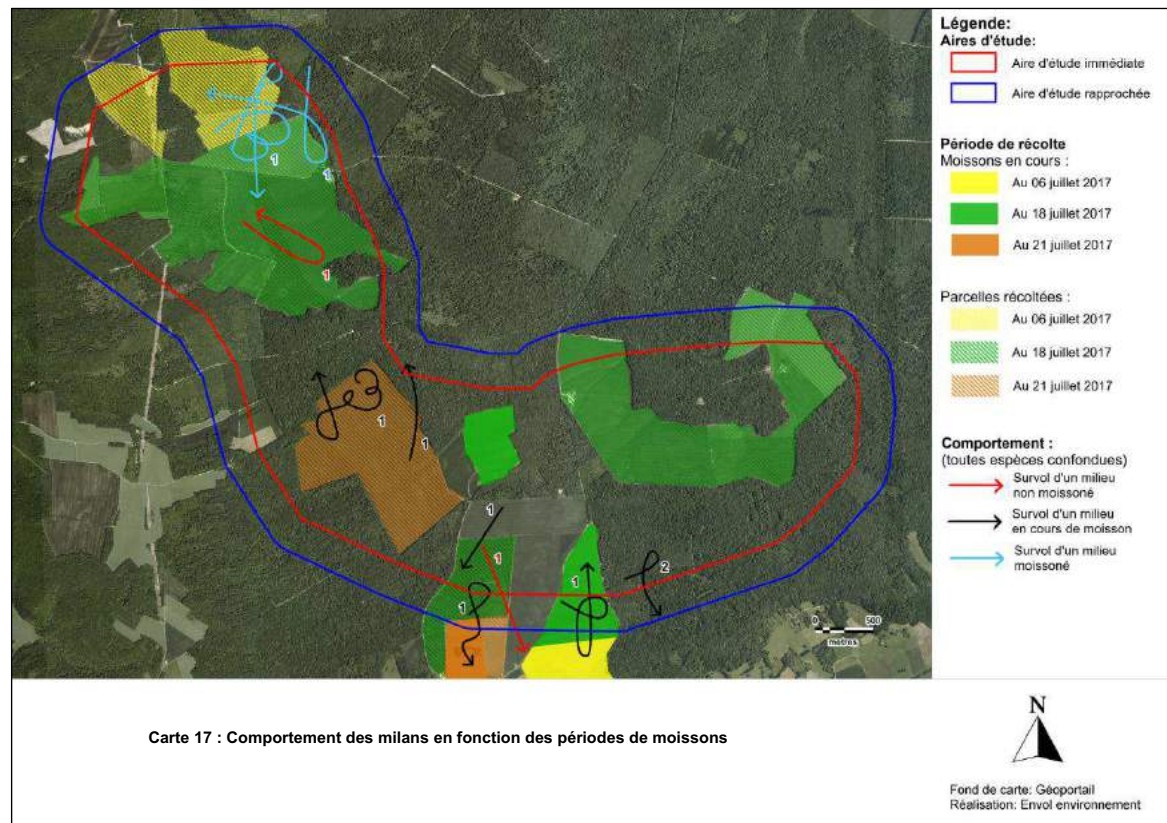 Légende:
Aires d'étude:
Aire d'étude immédiate
Aire d'étude rapprochée
Période de récolte
Moissons en cours :
Au 06 juillet 2017
Au 18 juillet 2017
Au 21 juillet 2017
Parcelles récoltées :
Au 06 juillet 2017
Au 18 juillet 2017
Au 21 juillet 2017
Comportement :
(toutes espèces confondues)
Survol d'un milieu
non moissoné
Survol d'un milieu
en cours de moisson
Survol d'un milieu
moissoné
1
1
1
1
1
1
1
1
1
2
0 500
metres
Carte 17 : Comportement des milans en fonction des périodes de moissons
N
Fond de carte: Géoportail
Réalisation: Envol environnement